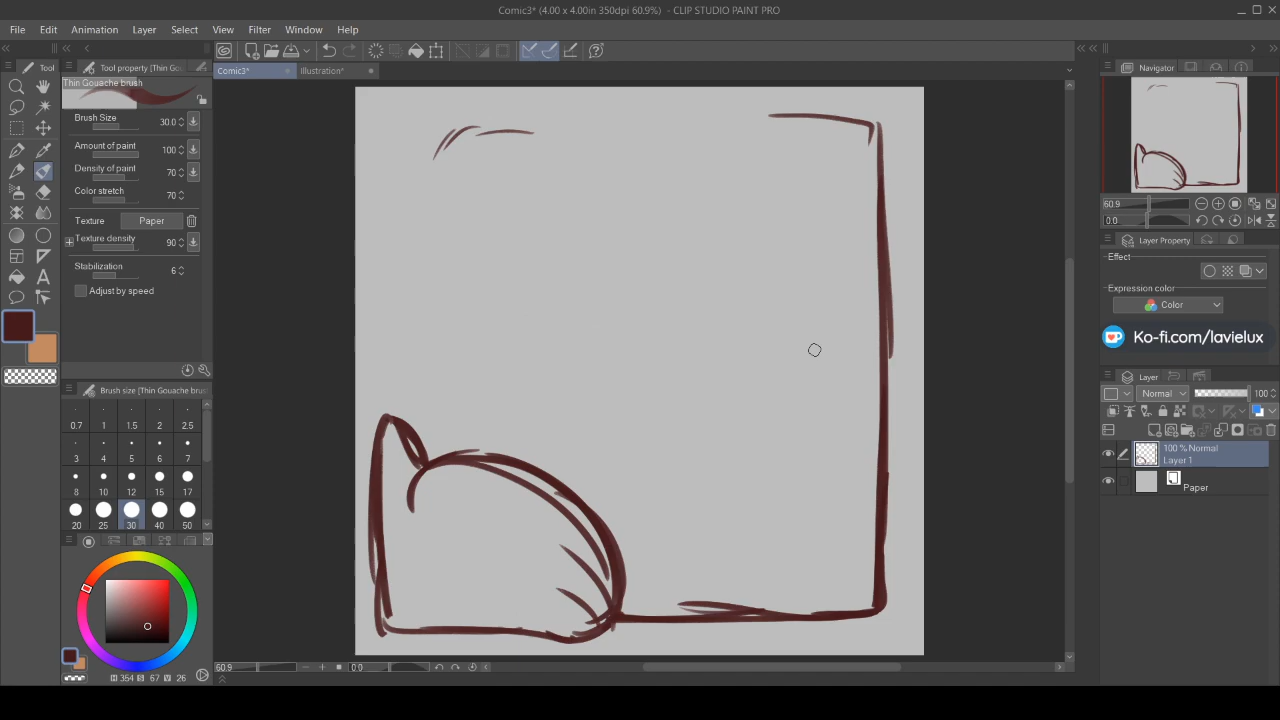 Comic3* (4.00 x 4.00in 350dpi 60.9%) - CLIP STUDIO PAINT PRO
File Edit Animation Layer Select View Filter Window Help
Tool
Tool property [Thin Go
Comic3*
Illustration*
Navigator
Thin Gouache brush
Brush Size 30.0
Amount of paint 100
Density of paint 70
Color stretch 70
Texture Paper
Texture density 90
Stabilization 6
Adjust by speed
60.9
0.0
Layer Property
Effect
Expression color
Color
Ko-fi.com/lavielux
Layer
Normal 100
100 % Normal
Layer 1
Paper
Brush size [Thin Gouache brus
0.7 1 1.5 2 2.5
3 4 5 6 7
8 10 12 15 17
20 25 30 40 50
60.9 0.0
H 354 S 67 V 26